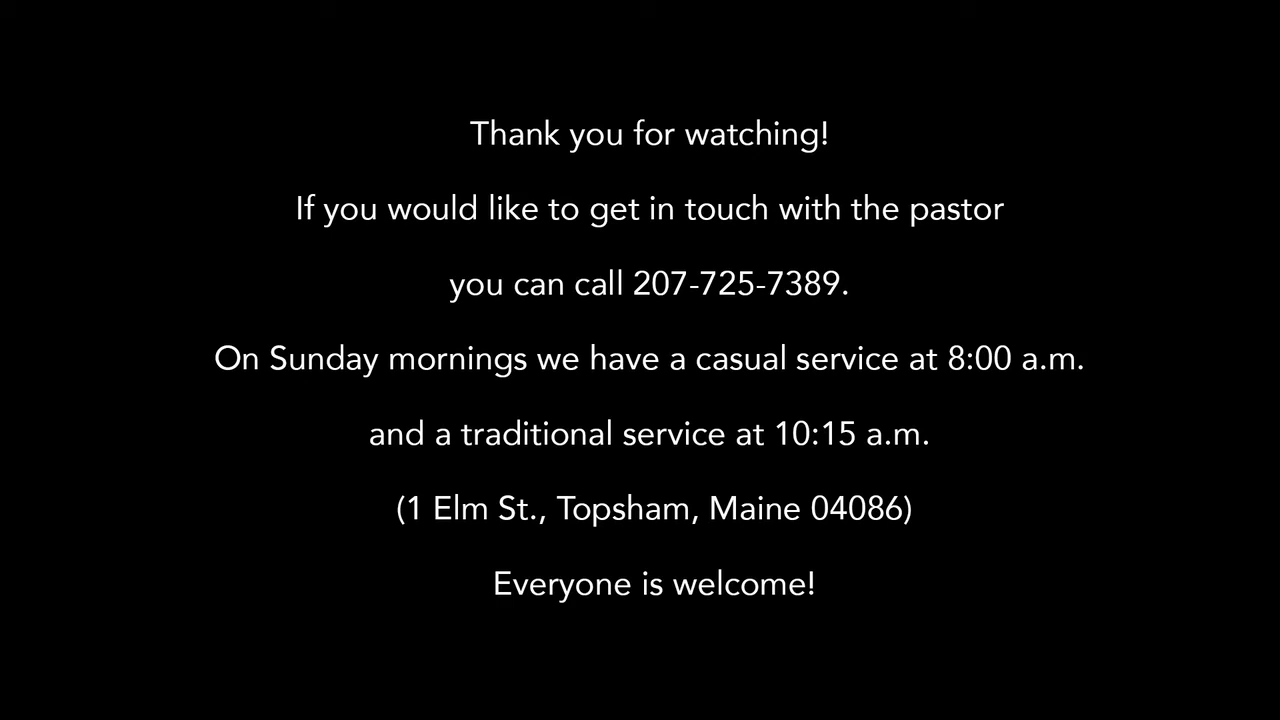 Thank you for watching!
If you would like to get in touch with the pastor
you can call 207-725-7389.
On Sunday mornings we have a casual service at 8:00 a.m.
and a traditional service at 10:15 a.m.
(1 Elm St., Topsham, Maine 04086)
Everyone is welcome!